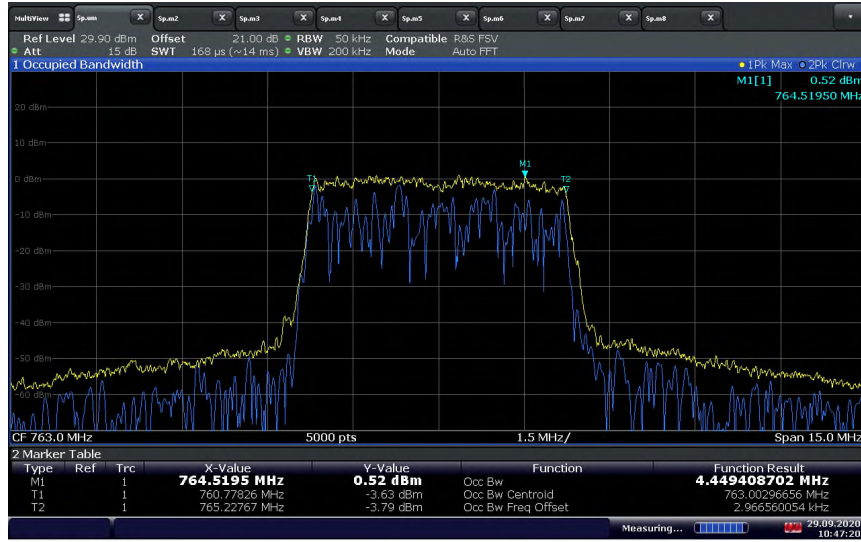 MultiView Sp.um X Sp.m2 X Sp.m3 X Sp.m4 X Sp.m5 X Sp.m6 X Sp.m7 X Sp.m8 X
Ref Level 29.90 dBm Offset 21.00 dB RBW 50 kHz Compatible R&S FSV
Att 15 dB SWT 168 µs (~14 ms) VBW 200 kHz Mode Auto FFT
1 Occupied Bandwidth 1Pk Max 2Pk Clrw
M1[1] 0.52 dBm
764.51950 MHz
20 dBm
10 dBm
M1
0 dBm T1 T2
-10 dBm
-20 dBm
-30 dBm
-40 dBm
-50 dBm
-60 dBm
CF 763.0 MHz 5000 pts 1.5 MHz/ Span 15.0 MHz
2 Marker Table
Type Ref Trc X-Value Y-Value Function Function Result
M1 1 764.5195 MHz 0.52 dBm Occ Bw 4.449408702 MHz
T1 1 760.77826 MHz -3.63 dBm Occ Bw Centroid 763.00296656 MHz
T2 1 765.22767 MHz -3.79 dBm Occ Bw Freq Offset 2.966560054 kHz
Measuring... 29.09.2020
10:47:20